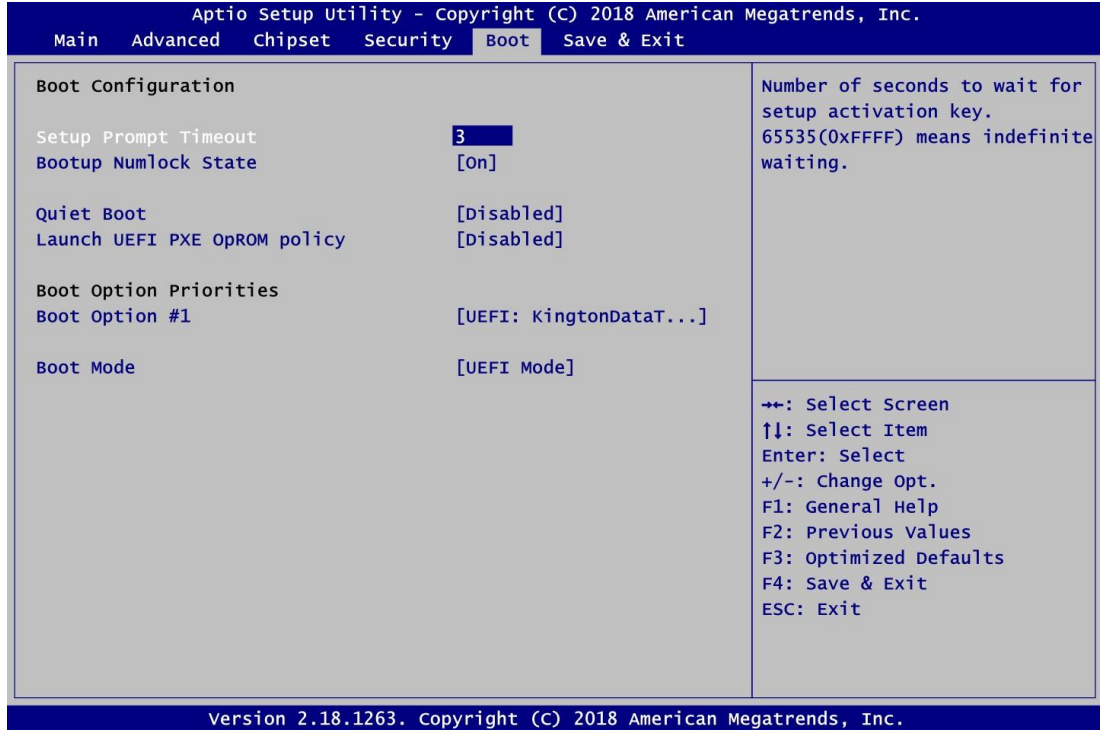 Aptio Setup Utility - Copyright (C) 2018 American Megatrends, Inc.
Main Advanced Chipset Security Boot Save & Exit
Boot Configuration
Setup Prompt Timeout 3
Bootup Numlock State [On]
Quiet Boot [Disabled]
Launch UEFI PXE OpROM policy [Disabled]
Boot Option Priorities
Boot Option #1 [UEFI: KingtonDataT...]
Boot Mode [UEFI Mode]
Number of seconds to wait for
setup activation key.
65535(0xFFFF) means indefinite
waiting.
→←: Select Screen
↑↓: Select Item
Enter: Select
+/-: Change Opt.
F1: General Help
F2: Previous Values
F3: Optimized Defaults
F4: Save & Exit
ESC: Exit
Version 2.18.1263. Copyright (C) 2018 American Megatrends, Inc.